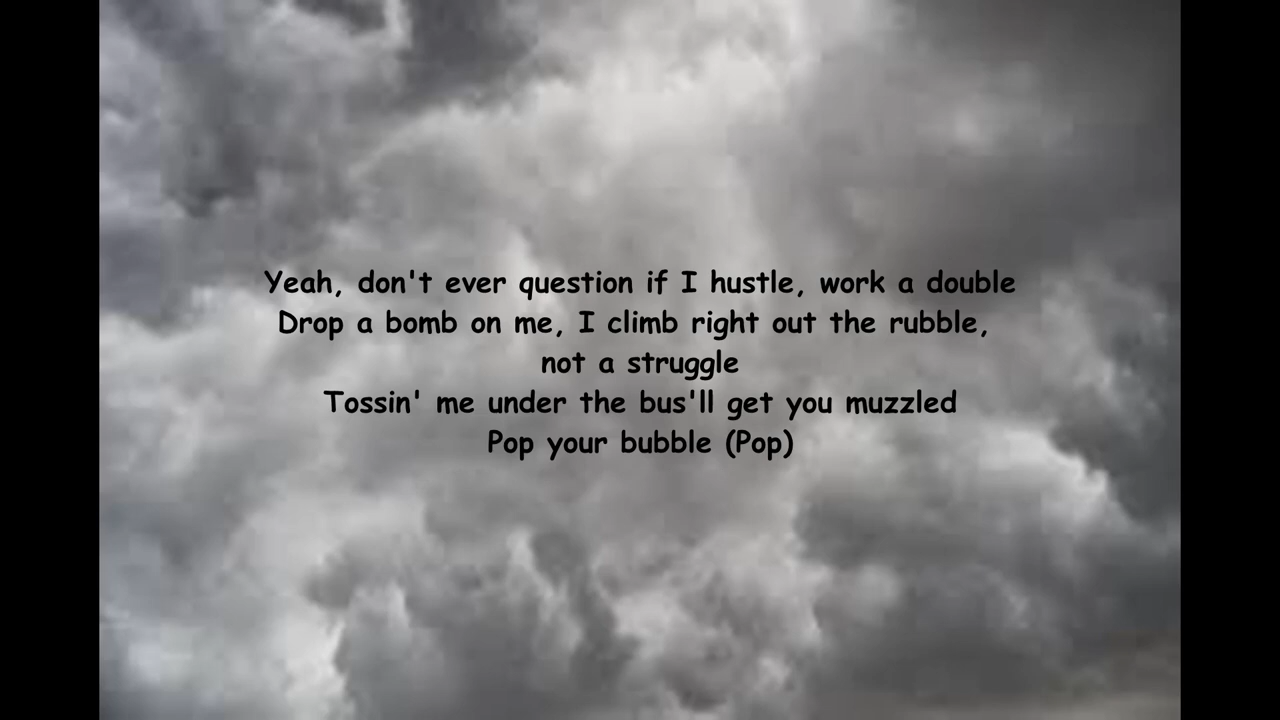 Yeah, don't ever question if I hustle, work a double
Drop a bomb on me, I climb right out the rubble,
not a struggle
Tossin' me under the bus'll get you muzzled
Pop your bubble (Pop)